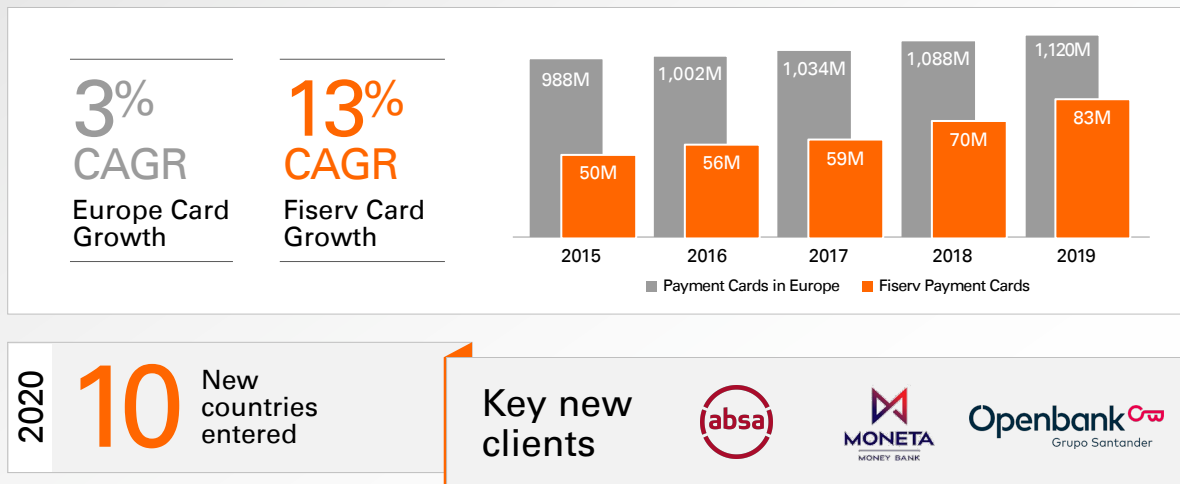 3%
CAGR
Europe Card
Growth
13%
CAGR
Fiserv Card
Growth
988M
1,002M
1,034M
1,088M
1,120M
50M
56M
59M
70M
83M
2015
2016
2017
2018
2019
Payment Cards in Europe
Fiserv Payment Cards
2020
10
New
countries
entered
Key new
clients
absa
MONETA
MONEY BANK
Openbank
Grupo Santander